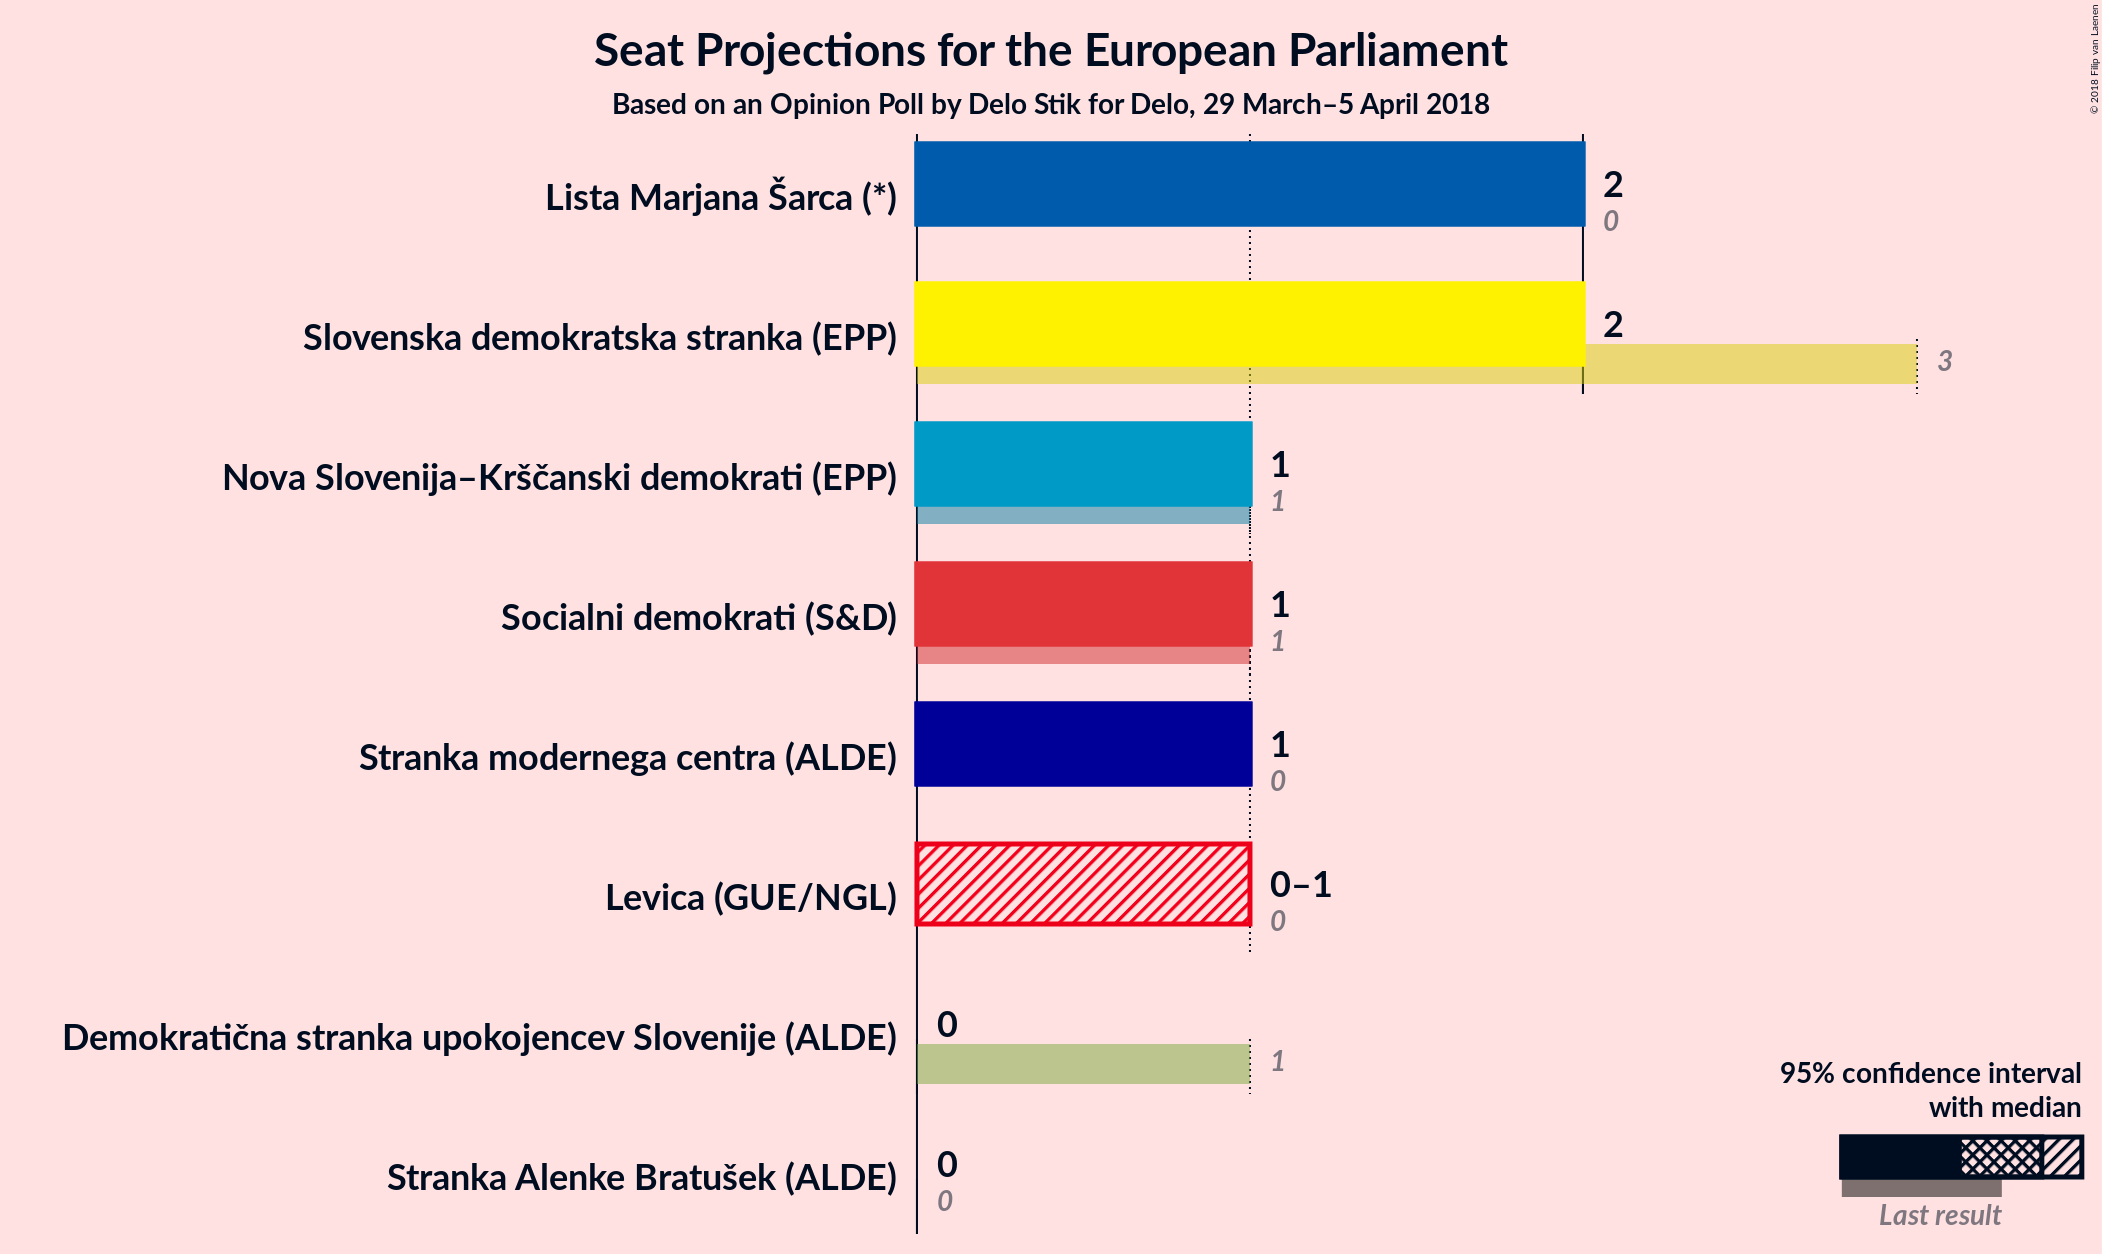 Seat Projections for the European Parliament
Based on an Opinion Poll by Delo Stik for Delo, 29 March–5 April 2018
© 2018 Filip van Laenen
Lista Marjana Šarca (*)
2
0
Slovenska demokratska stranka (EPP)
2
3
Nova Slovenija–Krščanski demokrati (EPP)
1
1
Socialni demokrati (S&D)
1
1
Stranka modernega centra (ALDE)
1
0
Levica (GUE/NGL)
0–1
0
Demokratična stranka upokojencev Slovenije (ALDE)
0
1
Stranka Alenke Bratušek (ALDE)
0
0
95% confidence interval
with median
Last result